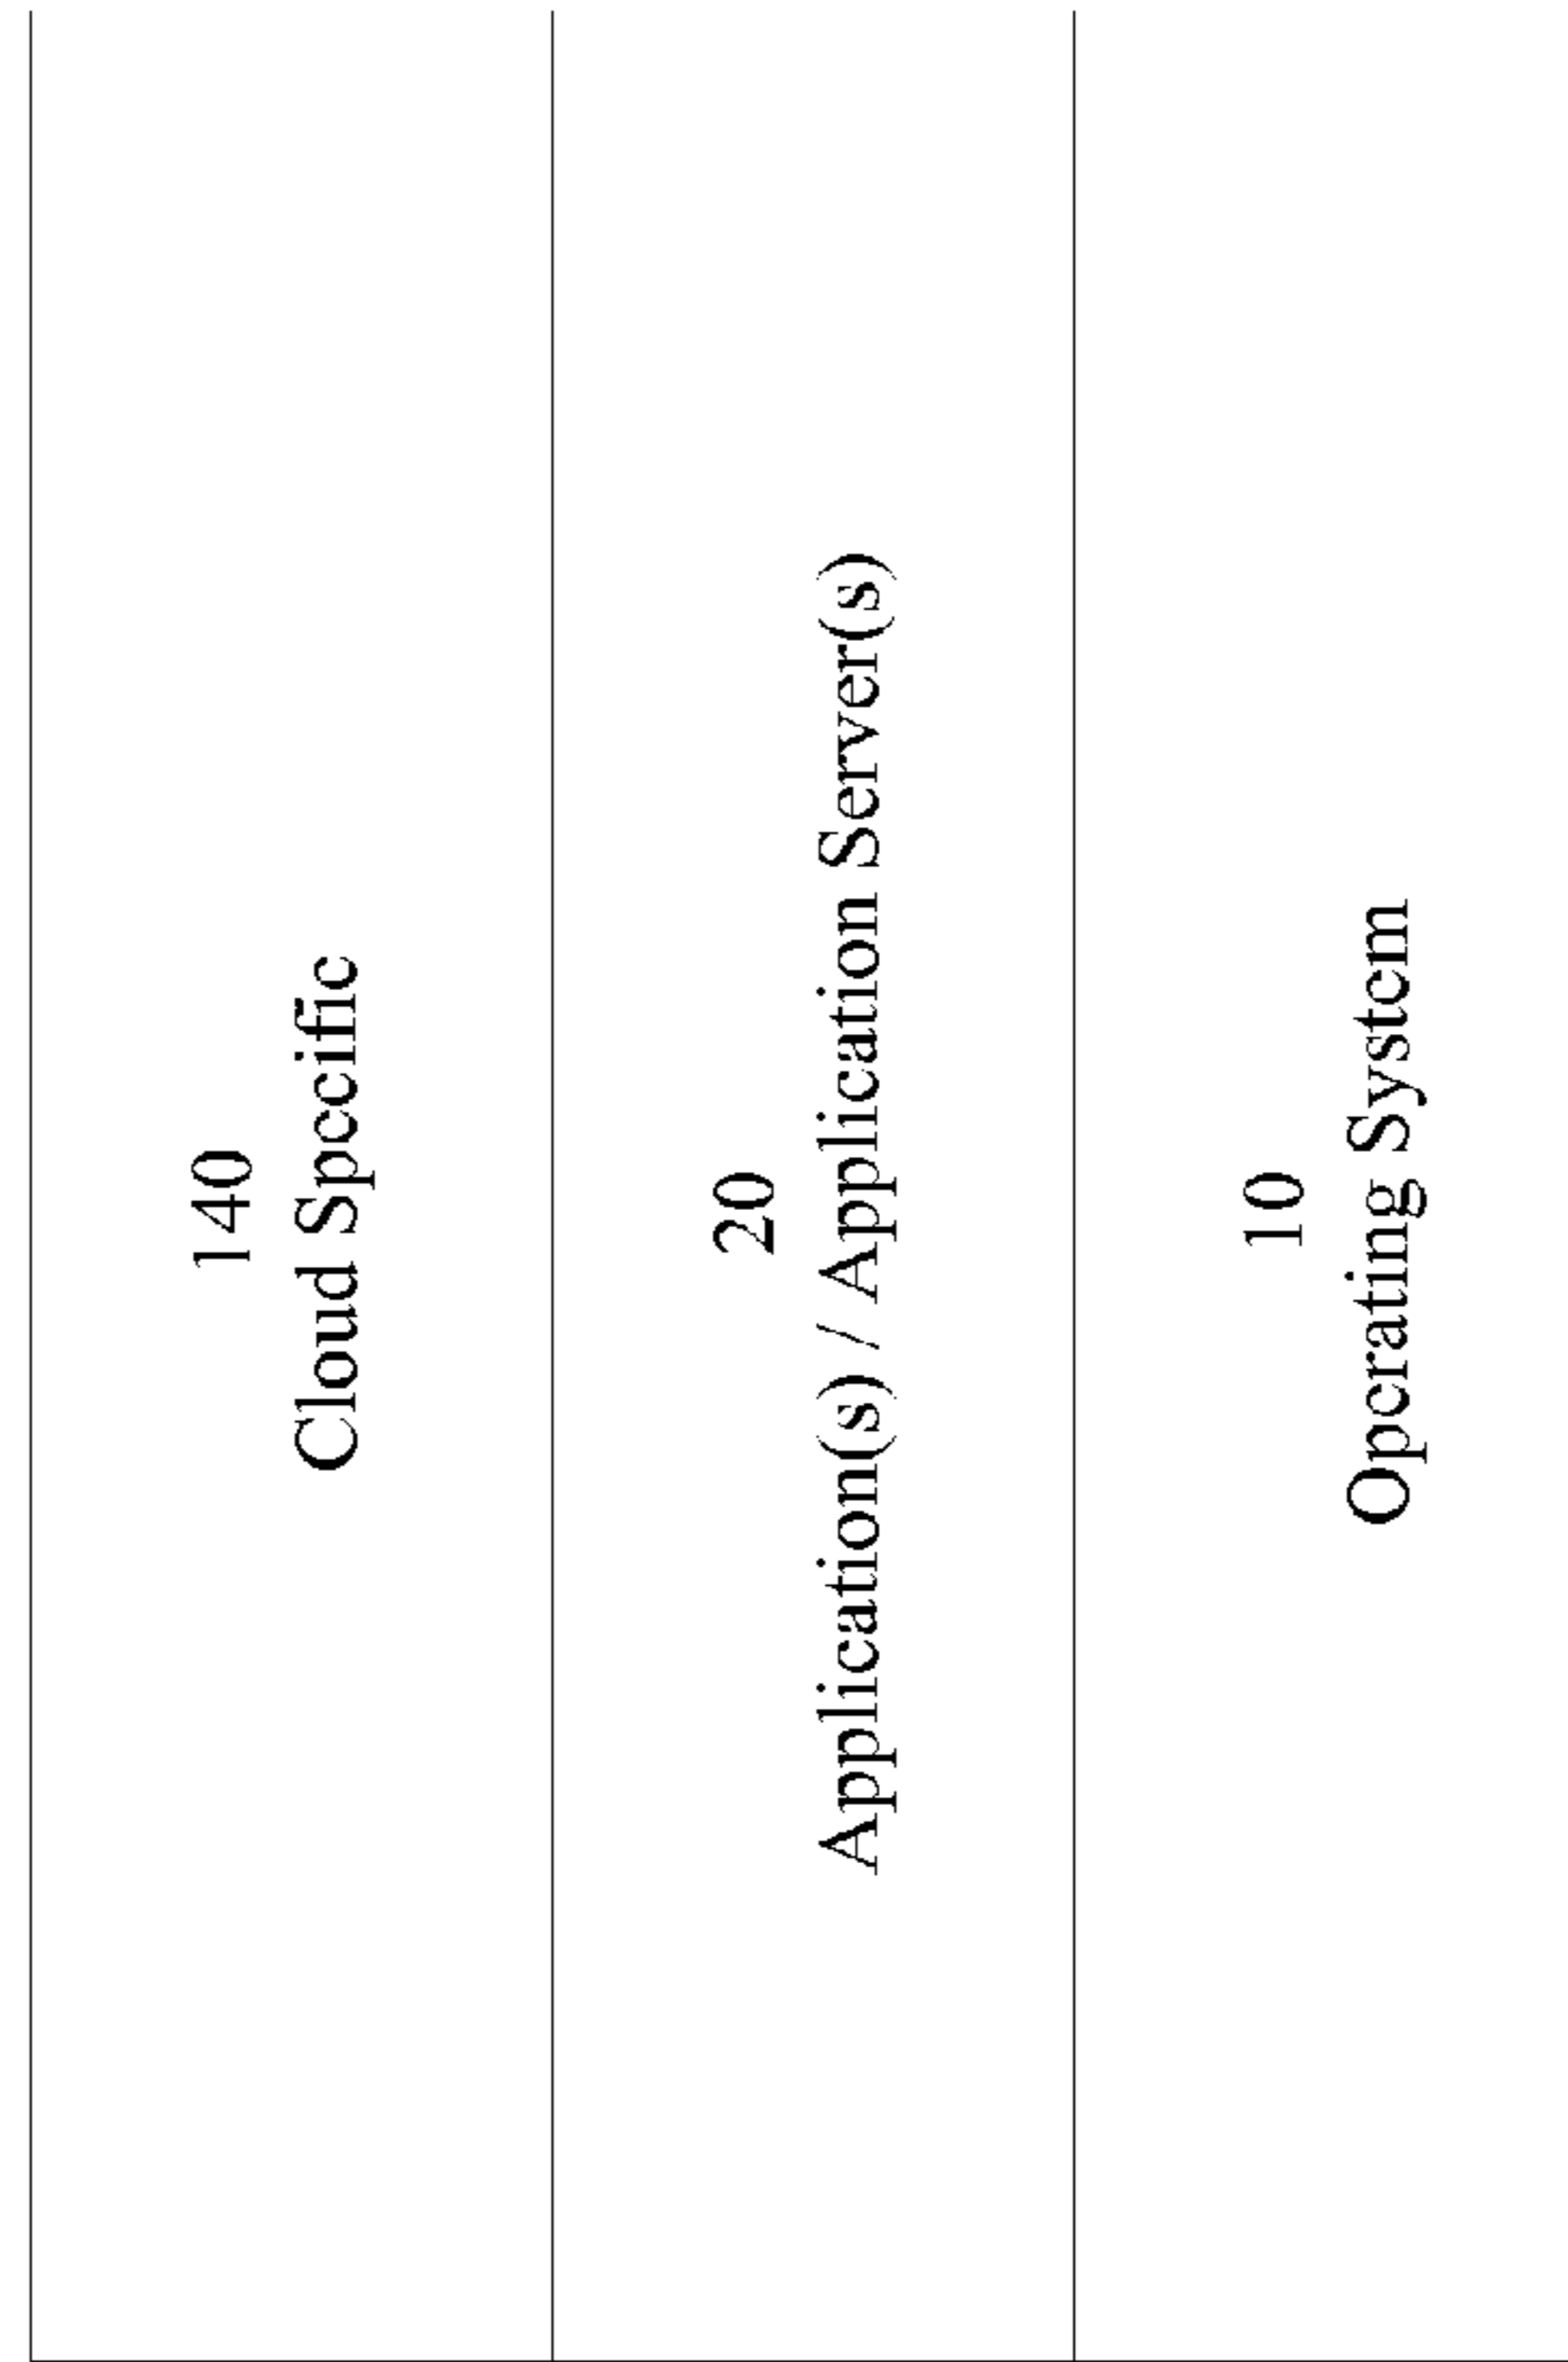 140
Cloud Specific
20
Application(s) / Application Server(s)
10
Operating System